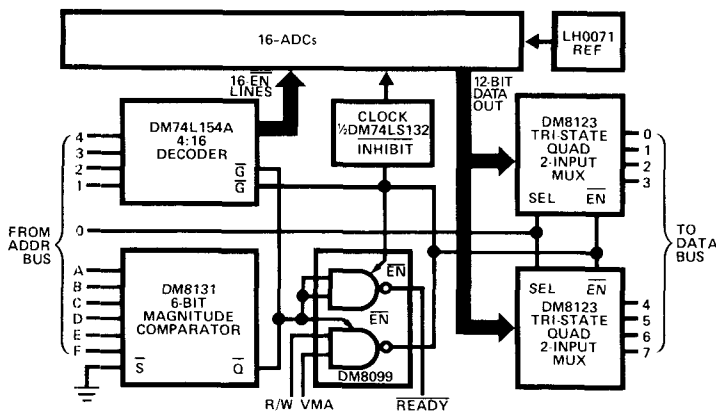 16-ADCs
LH0071
REF
16-EN
LINES
12-BIT
DATA
OUT
DM74L154A
4:16
DECODER
G
G
4
3
2
1
CLOCK
½DM74LS132
INHIBIT
DM8123
TRI-STATE
QUAD
2-INPUT
MUX
SEL
EN
0
1
2
3
FROM
ADDR
BUS
0
A
B
C
D
E
F
DM8131
6-BIT
MAGNITUDE
COMPARATOR
S
Q
EN
EN
DM8099
R/W
VMA
READY
SEL
EN
DM8123
TRI-STATE
QUAD
2-INPUT
MUX
4
5
6
7
TO
DATA
BUS